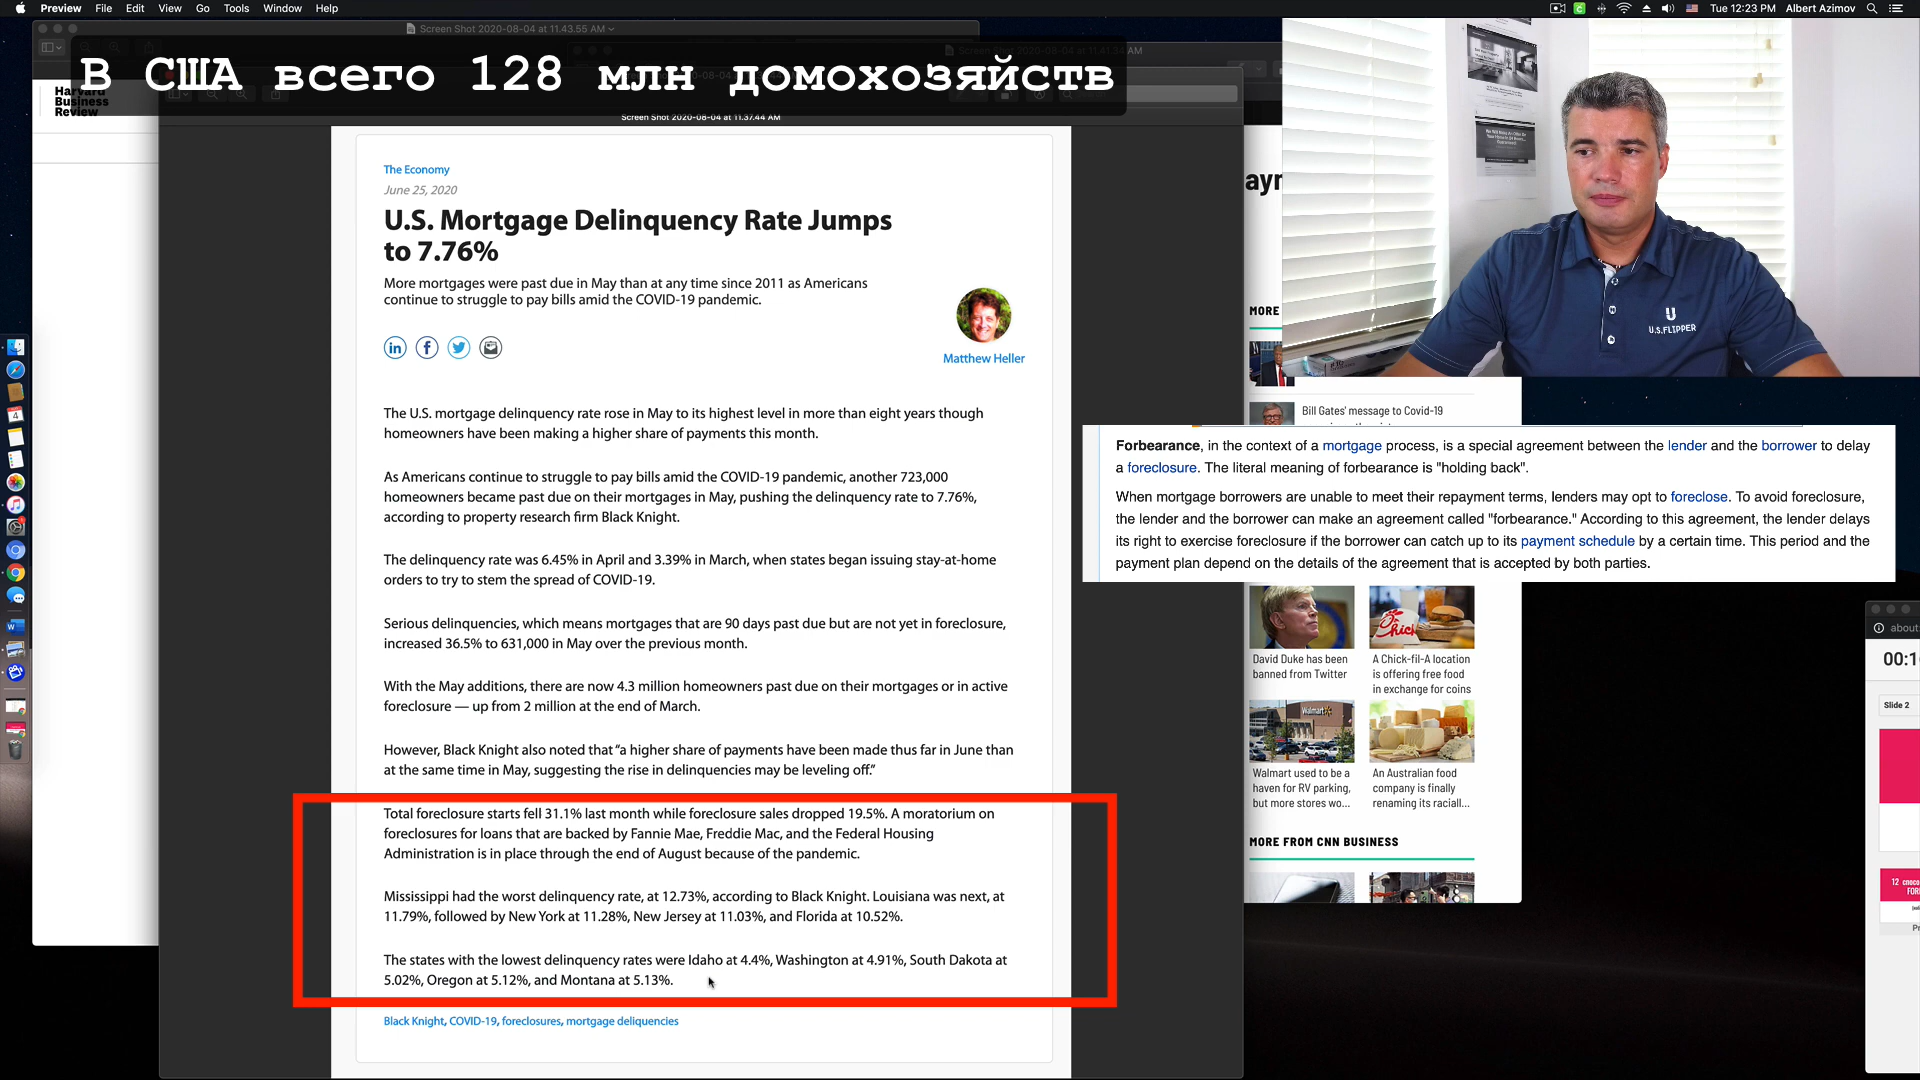 Preview File Edit View Go Tools Window Help
Tue 12:23 PM Albert Azimov
Screen Shot 2020-08-04 at 11.43.55 AM
В США всего 128 млн домохозяйств
Harvard
Business
Review
Screen Shot 2020-08-04 at 11.37.44 AM
The Economy
June 25, 2020
U.S. Mortgage Delinquency Rate Jumps
to 7.76%
More mortgages were past due in May than at any time since 2011 as Americans
continue to struggle to pay bills amid the COVID-19 pandemic.
Matthew Heller
The U.S. mortgage delinquency rate rose in May to its highest level in more than eight years though
homeowners have been making a higher share of payments this month.
As Americans continue to struggle to pay bills amid the COVID-19 pandemic, another 723,000
homeowners became past due on their mortgages in May, pushing the delinquency rate to 7.76%,
according to property research firm Black Knight.
The delinquency rate was 6.45% in April and 3.39% in March, when states began issuing stay-at-home
orders to try to stem the spread of COVID-19.
Serious delinquencies, which means mortgages that are 90 days past due but are not yet in foreclosure,
increased 36.5% to 631,000 in May over the previous month.
With the May additions, there are now 4.3 million homeowners past due on their mortgages or in active
foreclosure — up from 2 million at the end of March.
However, Black Knight also noted that “a higher share of payments have been made thus far in June than
at the same time in May, suggesting the rise in delinquencies may be leveling off.”
Total foreclosure starts fell 31.1% last month while foreclosure sales dropped 19.5%. A moratorium on
foreclosures for loans that are backed by Fannie Mae, Freddie Mac, and the Federal Housing
Administration is in place through the end of August because of the pandemic.
Mississippi had the worst delinquency rate, at 12.73%, according to Black Knight. Louisiana was next, at
11.79%, followed by New York at 11.28%, New Jersey at 11.03%, and Florida at 10.52%.
The states with the lowest delinquency rates were Idaho at 4.4%, Washington at 4.91%, South Dakota at
5.02%, Oregon at 5.12%, and Montana at 5.13%.
Black Knight, COVID-19, foreclosures, mortgage deliquencies
U
U.S.FLIPPER
MORE
Bill Gates' message to Covid-19
Forbearance, in the context of a mortgage process, is a special agreement between the lender and the borrower to delay
a foreclosure. The literal meaning of forbearance is "holding back".
When mortgage borrowers are unable to meet their repayment terms, lenders may opt to foreclose. To avoid foreclosure,
the lender and the borrower can make an agreement called "forbearance." According to this agreement, the lender delays
its right to exercise foreclosure if the borrower can catch up to its payment schedule by a certain time. This period and the
payment plan depend on the details of the agreement that is accepted by both parties.
David Duke has been
banned from Twitter
A Chick-fil-A location
is offering free food
in exchange for coins
Walmart used to be a
haven for RV parking,
but more stores wo...
An Australian food
company is finally
renaming its raciall...
MORE FROM CNN BUSINESS
about:
00:1
Slide 2